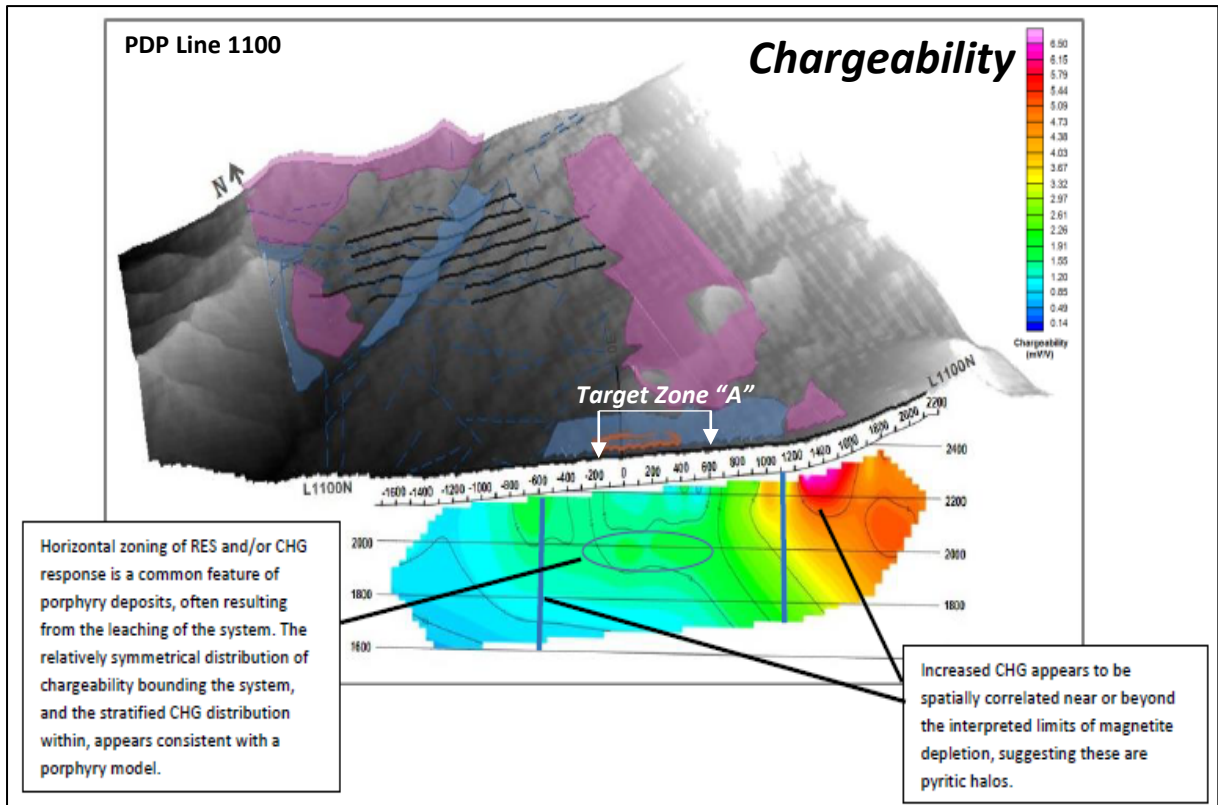 PDP Line 1100
Chargeability
6.50
6.15
5.79
5.44
5.09
4.73
4.38
4.03
3.67
3.32
2.97
2.61
2.26
1.91
1.55
1.20
0.85
0.49
0.14
Chargeability
(mV/V)
N
Target Zone “A”
L1100N
L1100N
-1600 -1400 -1200 -1000 -800 -600 -400 -200 0 200 400 600 800 1000 1200 1400 1600 1800 2000 2200
2400
2200
2000
2000
1800
1800
1600
Horizontal zoning of RES and/or CHG
response is a common feature of
porphyry deposits, often resulting
from the leaching of the system. The
relatively symmetrical distribution of
chargeability bounding the system,
and the stratified CHG distribution
within, appears consistent with a
porphyry model.
Increased CHG appears to be
spatially correlated near or beyond
the interpreted limits of magnetite
depletion, suggesting these are
pyritic halos.